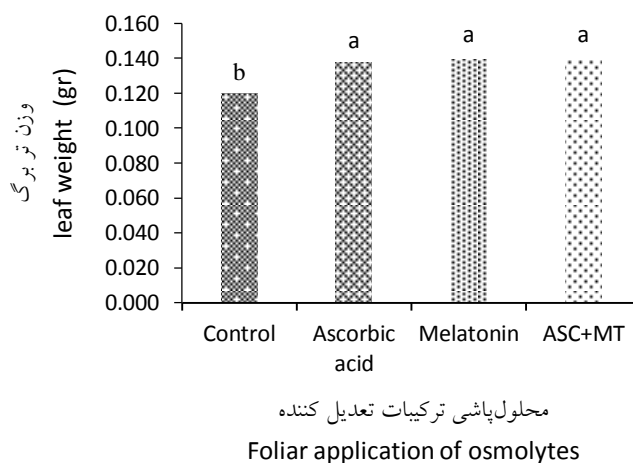 وزن تر برگ
leaf weight (gr)
0.160
0.140
0.120
0.100
0.080
0.060
0.040
0.020
0.000
b
a
a
a
Control
Ascorbic acid
Melatonin
ASC+MT
محلول‌پاشی ترکیبات تعدیل کننده
Foliar application of osmolytes